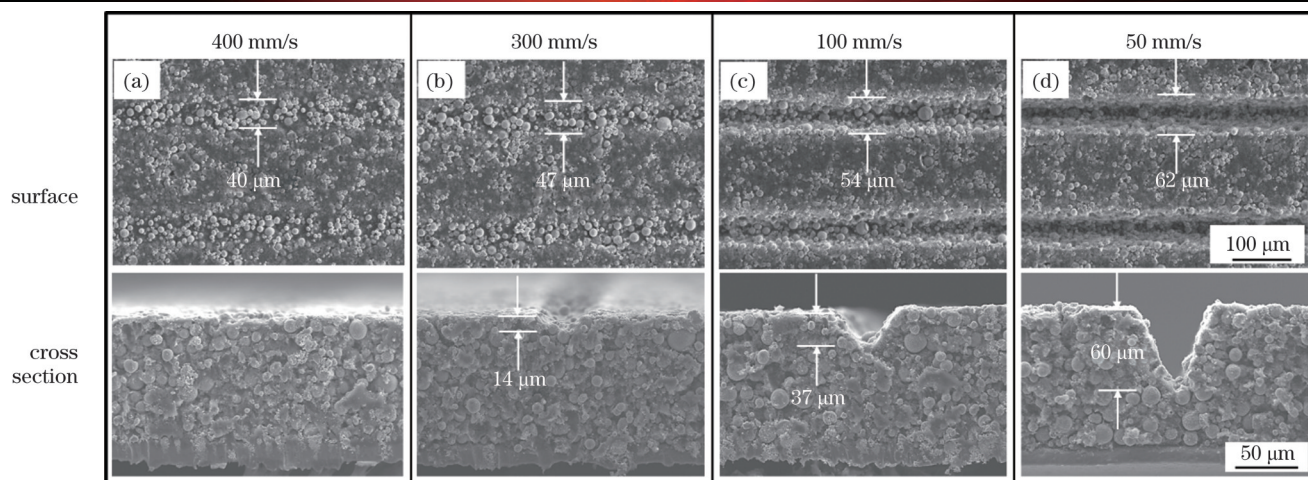 400 mm/s
300 mm/s
100 mm/s
50 mm/s
(a)
(b)
(c)
(d)
surface
40 μm
47 μm
54 μm
62 μm
100 μm
cross
section
14 μm
37 μm
60 μm
50 μm